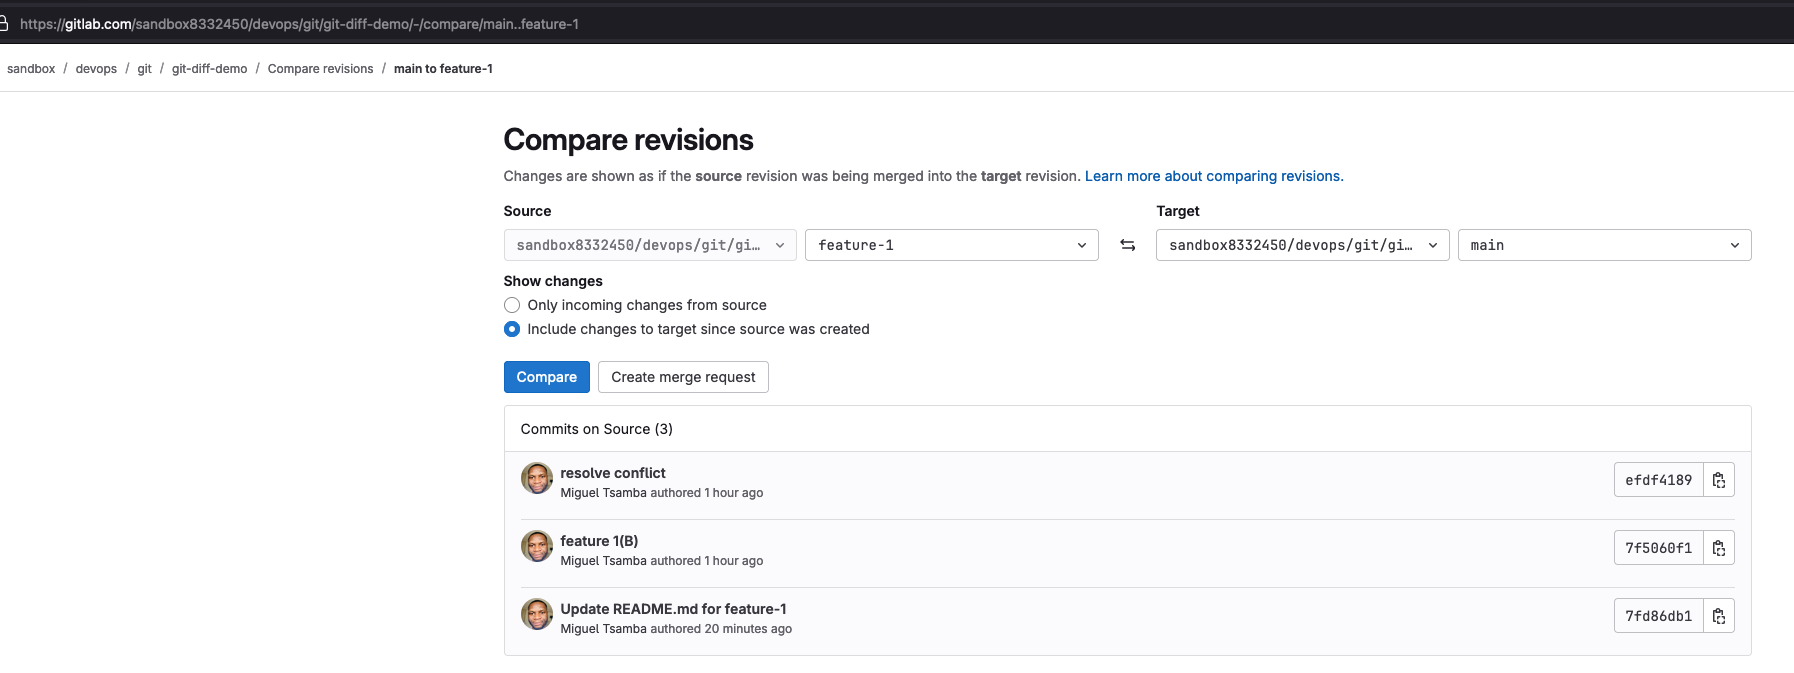 https://gitlab.com/sandbox8332450/devops/git/git-diff-demo/-/compare/main..feature-1
sandbox / devops / git / git-diff-demo / Compare revisions / main to feature-1
Compare revisions
Changes are shown as if the source revision was being merged into the target revision. Learn more about comparing revisions.
Source
sandbox8332450/devops/git/gi…
feature-1
Target
sandbox8332450/devops/git/gi…
main
Show changes
Only incoming changes from source
Include changes to target since source was created
Compare
Create merge request
Commits on Source (3)
resolve conflict
Miguel Tsamba authored 1 hour ago
efdf4189
feature 1(B)
Miguel Tsamba authored 1 hour ago
7f5060f1
Update README.md for feature-1
Miguel Tsamba authored 20 minutes ago
7fd86db1